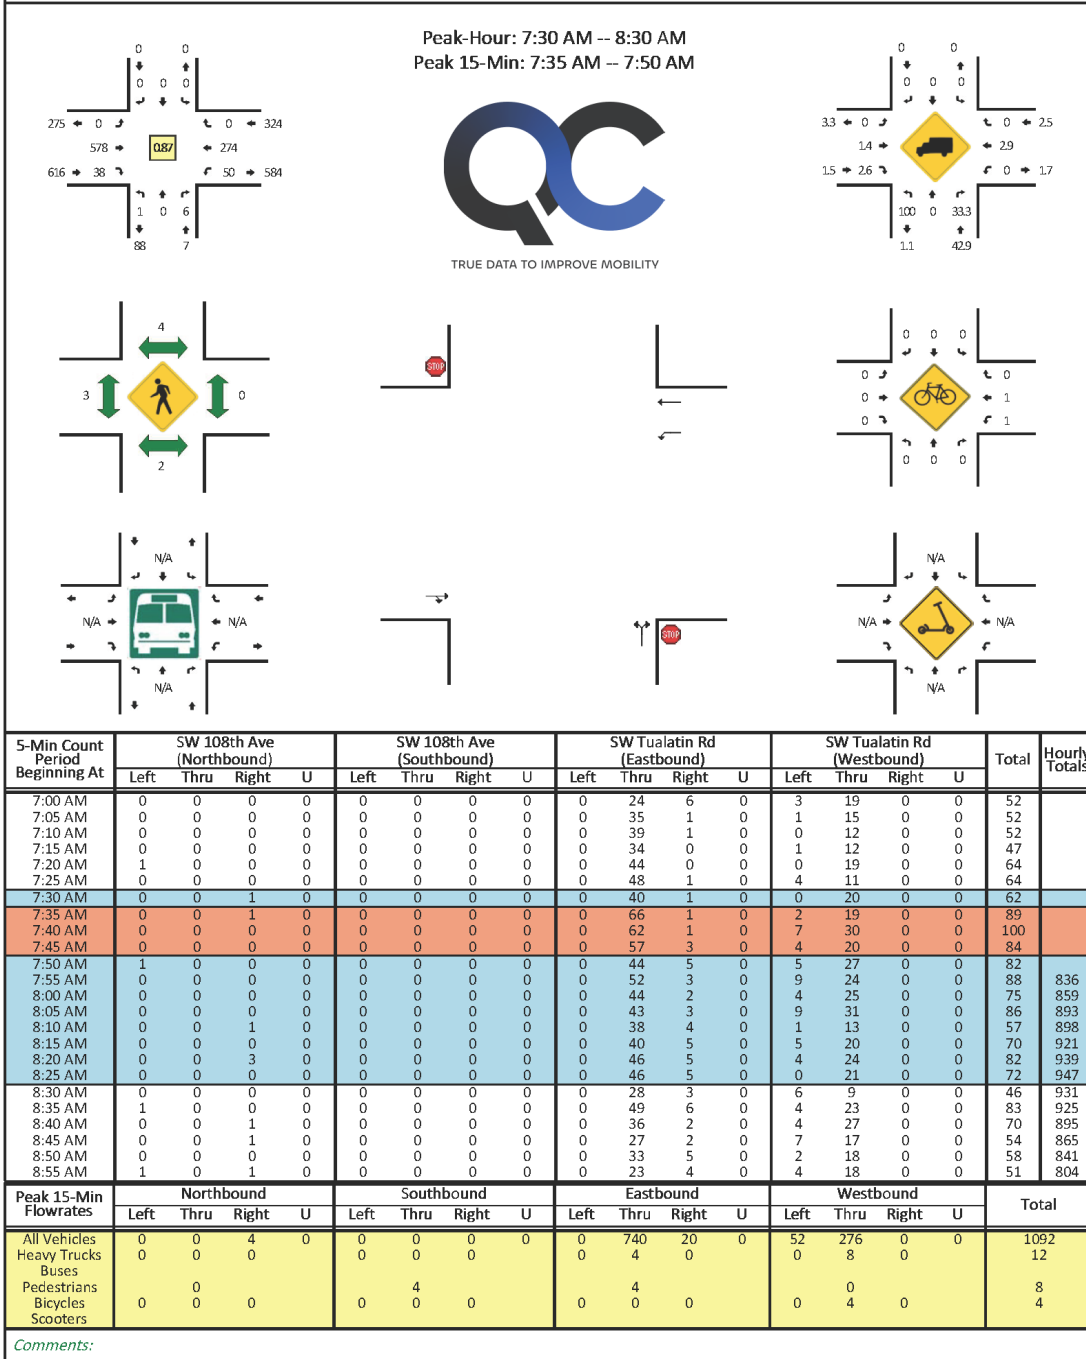 Peak-Hour: 7:30 AM -- 8:30 AM
Peak 15-Min: 7:35 AM -- 7:50 AM
0 0
0 0 0
275 0 0 324
578 0.87 274
616 38 50 584
1 0 6
88 7
QC
TRUE DATA TO IMPROVE MOBILITY
0 0
0 0 0
3.3 0 0 2.5
1.4 2.9
1.5 2.6 0 1.7
100 0 33.3
1.1 42.9
4
3 0
2
STOP
0 0 0
0 0
0 1
0 1
0 0 0
N/A
N/A N/A
N/A
STOP
N/A
N/A N/A
N/A
5-Min Count Period Beginning At SW 108th Ave (Northbound) SW 108th Ave (Southbound) SW Tualatin Rd (Eastbound) SW Tualatin Rd (Westbound) Total Hourly Totals
Left Thru Right U Left Thru Right U Left Thru Right U Left Thru Right U
7:00 AM 0 0 0 0 0 0 0 0 0 24 6 0 3 19 0 0 52
7:05 AM 0 0 0 0 0 0 0 0 0 35 1 0 1 15 0 0 52
7:10 AM 0 0 0 0 0 0 0 0 0 39 1 0 0 12 0 0 52
7:15 AM 0 0 0 0 0 0 0 0 0 34 0 0 1 12 0 0 47
7:20 AM 1 0 0 0 0 0 0 0 0 44 0 0 0 19 0 0 64
7:25 AM 0 0 0 0 0 0 0 0 0 48 1 0 4 11 0 0 64
7:30 AM 0 0 1 0 0 0 0 0 0 40 1 0 0 20 0 0 62
7:35 AM 0 0 1 0 0 0 0 0 0 66 1 0 2 19 0 0 89
7:40 AM 0 0 0 0 0 0 0 0 0 62 1 0 7 30 0 0 100
7:45 AM 0 0 0 0 0 0 0 0 0 57 3 0 4 20 0 0 84
7:50 AM 1 0 0 0 0 0 0 0 0 44 5 0 5 27 0 0 82
7:55 AM 0 0 0 0 0 0 0 0 0 52 3 0 9 24 0 0 88 836
8:00 AM 0 0 0 0 0 0 0 0 0 44 2 0 4 25 0 0 75 859
8:05 AM 0 0 0 0 0 0 0 0 0 43 3 0 9 31 0 0 86 893
8:10 AM 0 0 1 0 0 0 0 0 0 38 4 0 1 13 0 0 57 898
8:15 AM 0 0 0 0 0 0 0 0 0 40 5 0 5 20 0 0 70 921
8:20 AM 0 0 3 0 0 0 0 0 0 46 5 0 4 24 0 0 82 939
8:25 AM 0 0 0 0 0 0 0 0 0 46 5 0 0 21 0 0 72 947
8:30 AM 0 0 0 0 0 0 0 0 0 28 3 0 6 9 0 0 46 931
8:35 AM 1 0 0 0 0 0 0 0 0 49 6 0 4 23 0 0 83 925
8:40 AM 0 0 1 0 0 0 0 0 0 36 2 0 4 27 0 0 70 895
8:45 AM 0 0 1 0 0 0 0 0 0 27 2 0 7 17 0 0 54 865
8:50 AM 0 0 0 0 0 0 0 0 0 33 5 0 2 18 0 0 58 841
8:55 AM 1 0 1 0 0 0 0 0 0 23 4 0 4 18 0 0 51 804
Peak 15-Min Flowrates Northbound Southbound Eastbound Westbound Total
Left Thru Right U Left Thru Right U Left Thru Right U Left Thru Right U
All Vehicles 0 0 4 0 0 0 0 0 0 740 20 0 52 276 0 0 1092
Heavy Trucks 0 0 0 0 0 0 0 4 0 0 8 0 12
Buses
Pedestrians 0 4 4 0 8
Bicycles 0 0 0 0 0 0 0 0 0 0 4 0 4
Scooters
Comments: